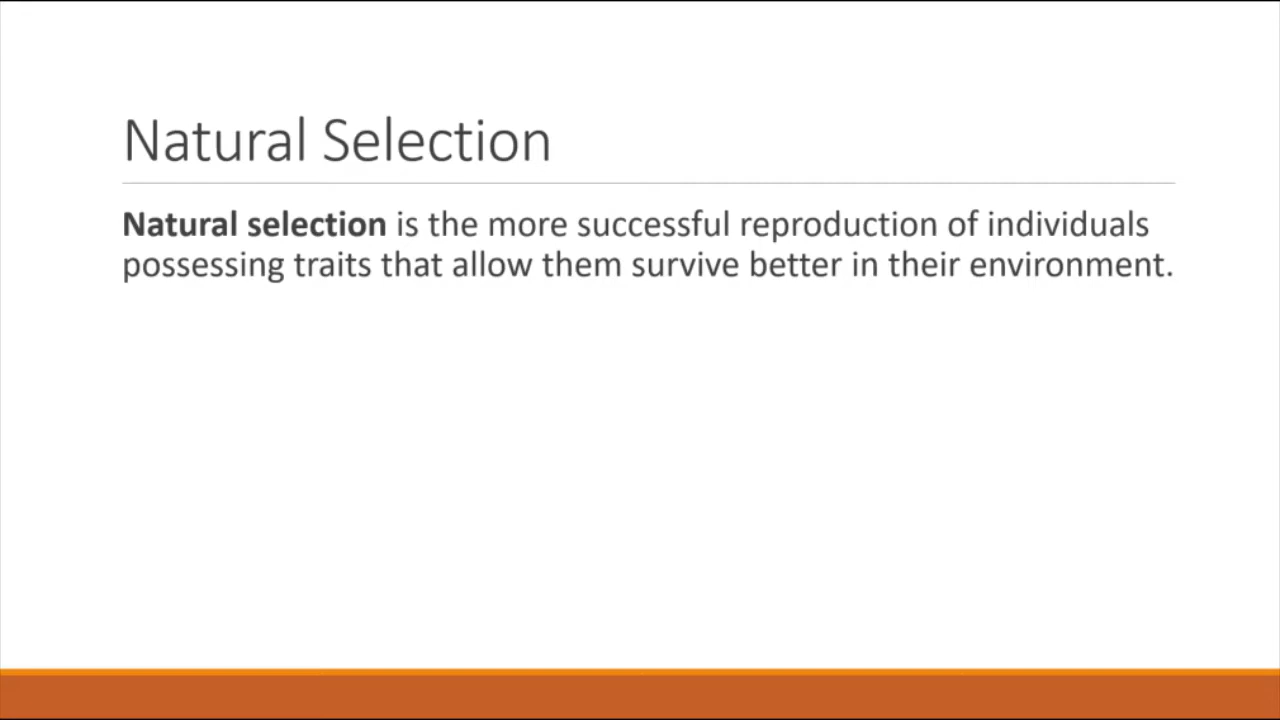 Natural Selection
Natural selection is the more successful reproduction of individuals
possessing traits that allow them survive better in their environment.